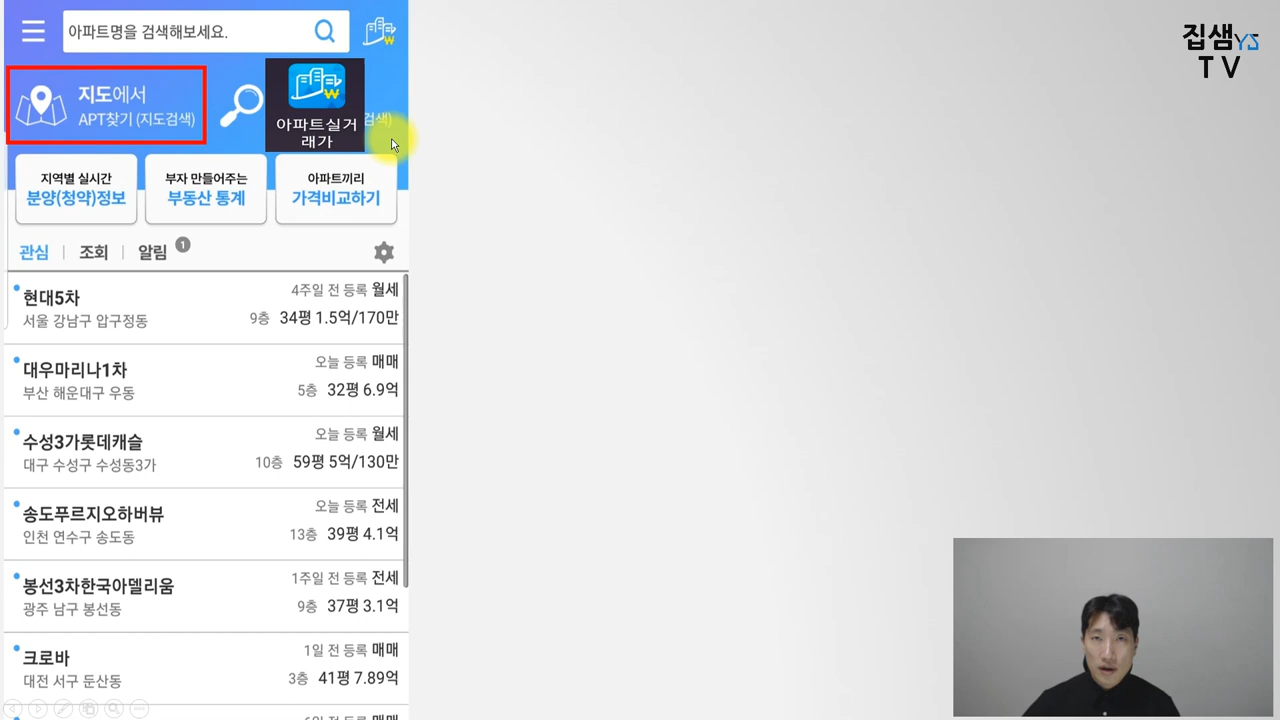 아파트명을 검색해보세요.
집샘YS
TV
지도에서
APT찾기 (지도검색)
아파트실거
래가
검색)
지역별 실시간
분양(청약)정보
부자 만들어주는
부동산 통계
아파트끼리
가격비교하기
관심
조회
알림
1
현대5차
4주일 전 등록 월세
서울 강남구 압구정동
9층 34평 1.5억/170만
대우마리나1차
오늘 등록 매매
부산 해운대구 우동
5층 32평 6.9억
수성3가롯데캐슬
오늘 등록 월세
대구 수성구 수성동3가
10층 59평 5억/130만
송도푸르지오하버뷰
오늘 등록 전세
인천 연수구 송도동
13층 39평 4.1억
봉선3차한국아델리움
1주일 전 등록 전세
광주 남구 봉선동
9층 37평 3.1억
크로바
1일 전 등록 매매
대전 서구 둔산동
3층 41평 7.89억